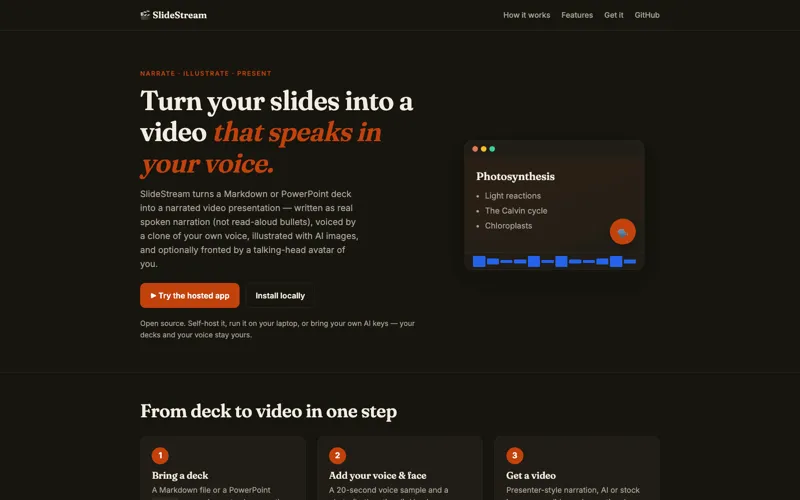 SlideStream
How it works
Features
Get it
GitHub
NARRATE · ILLUSTRATE · PRESENT
Turn your slides into a
video that speaks in
your voice.
SlideStream turns a Markdown or PowerPoint deck
into a narrated video presentation — written as real
spoken narration (not read-aloud bullets), voiced by
a clone of your own voice, illustrated with AI images,
and optionally fronted by a talking-head avatar of
you.
▶ Try the hosted app
Install locally
Open source. Self-host it, run it on your laptop, or bring your own AI keys — your
decks and your voice stay yours.
Photosynthesis
• Light reactions
• The Calvin cycle
• Chloroplasts
From deck to video in one step
1
Bring a deck
A Markdown file or a PowerPoint
2
Add your voice & face
A 20-second voice sample and a
3
Get a video
Presenter-style narration, AI or stock